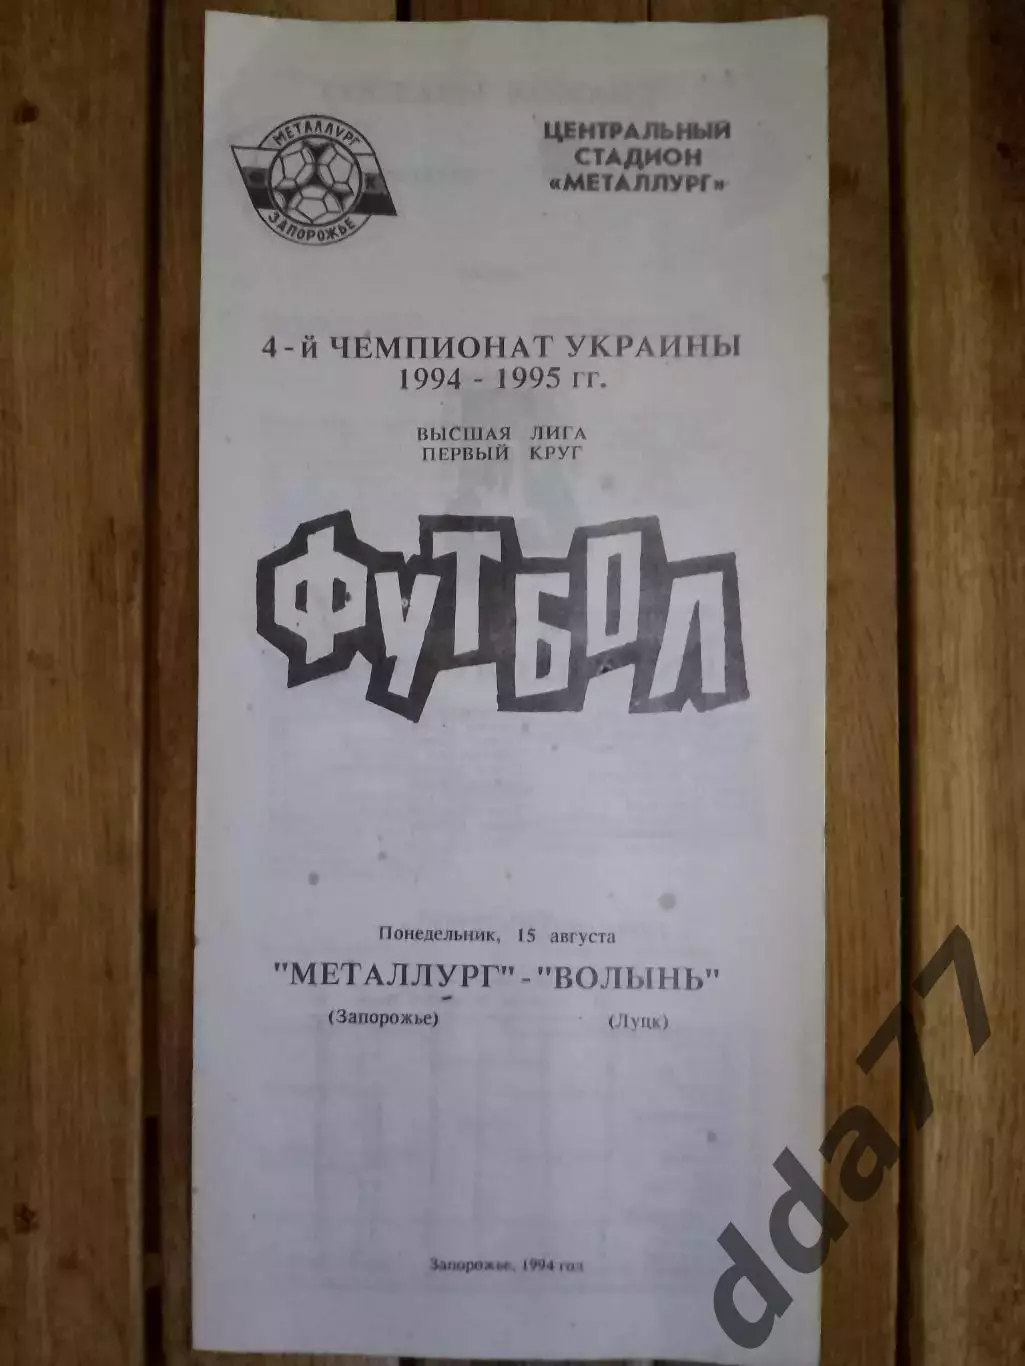 МЕТАЛЛУРГ
ЗАПОРОЖЬЕ
ЦЕНТРАЛЬНЫЙ
СТАДИОН
«МЕТАЛЛУРГ»
4-й ЧЕМПИОНАТ УКРАИНЫ
1994 - 1995 гг.
ВЫСШАЯ ЛИГА
ПЕРВЫЙ КРУГ
ФУТБОЛ
Понедельник, 15 августа
"МЕТАЛЛУРГ"-"ВОЛЫНЬ"
(Запорожье) (Луцк)
Запорожье, 1994 год
dda77